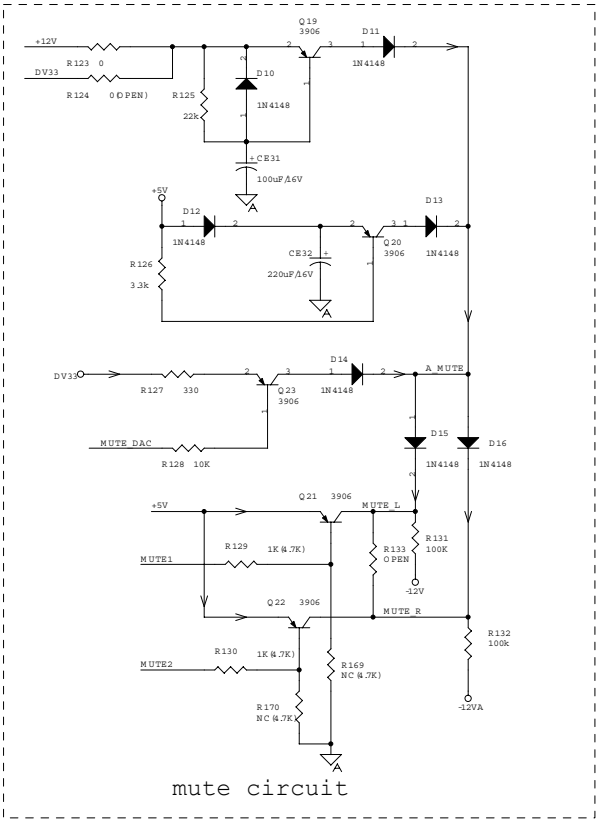 Q19
3906
D11
+12V
2
3
1
2
R123 0
1N4148
DV33
2
D10
1
R124 0(OPEN)
R125
22k
1N4148
1
+ CE31
100uF/16V
A
+5V
D12
D13
1
2
2
3
1
2
1N4148
Q20
3906
1N4148
R126
3.3k
CE32
+
1
220uF/16V
A
D14
DV33
2
3
1
2
A_MUTE
R127 330
Q23
3906
1N4148
1
1
MUTE_DAC
D15
D16
R128 10K
1N4148
1N4148
2
Q21 3906
+5V
MUTE_L
R129
1K(4.7K)
R133
OPEN
R131
100K
MUTE1
-12V
Q22 3906
MUTE_R
R130
1K(4.7K)
R132
100k
MUTE2
R169
NC(4.7K)
R170
NC(4.7K)
-12VA
A
mute circuit